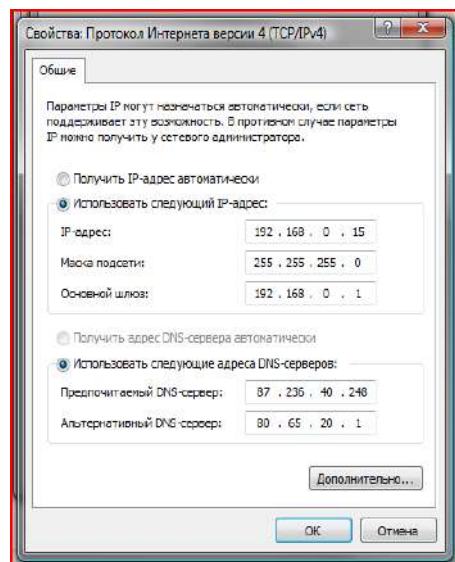 Свойства: Протокол Интернета версии 4 (TCP/IPv4)
Общие
Параметры IP могут назначаться автоматически, если сеть
поддерживает эту возможность. В противном случае параметры
IP можно получить у сетевого администратора.
Получить IP-адрес автоматически
Использовать следующий IP-адрес:
IP-адрес: 192 . 168 . 0 . 15
Маска подсети: 255 . 255 . 255 . 0
Основной шлюз: 192 . 168 . 0 . 1
Получить адрес DNS-сервера автоматически
Использовать следующие адреса DNS-серверов:
Предпочитаемый DNS-сервер: 87 . 236 . 40 . 248
Альтернативный DNS-сервер: 80 . 65 . 20 . 1
Дополнительно...
OK Отмена